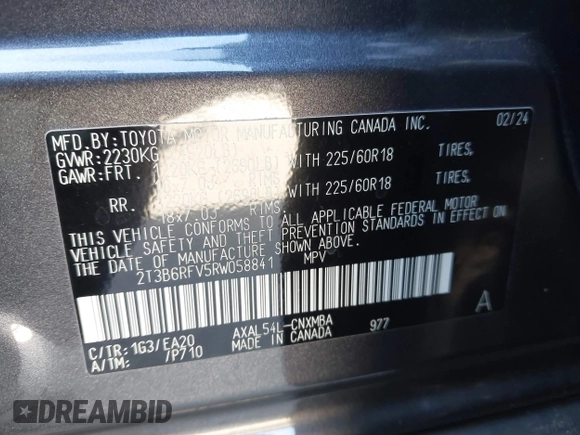 MFD.BY:TOYOTA MOTOR MANUFACTURING CANADA INC. 02/24
GVWR:2230KG
GAWR:FRT. WITH 225/60R18 TIRES,
RIMS
RR. WITH 225/60R18 TIRES,
18x7.0J RIMS
THIS VEHICLE CONFORMS TO ALL APPLICABLE FEDERAL MOTOR
VEHICLE SAFETY AND THEFT PREVENTION STANDARDS IN EFFECT ON
THE DATE OF MANUFACTURE SHOWN ABOVE.
2T3B6RFV5RW058841 MPV
A
C/TR:1G3/EA20 AXAL54L-CNXMBA 977
A/TM: 7P710 MADE IN CANADA
DREAMBID